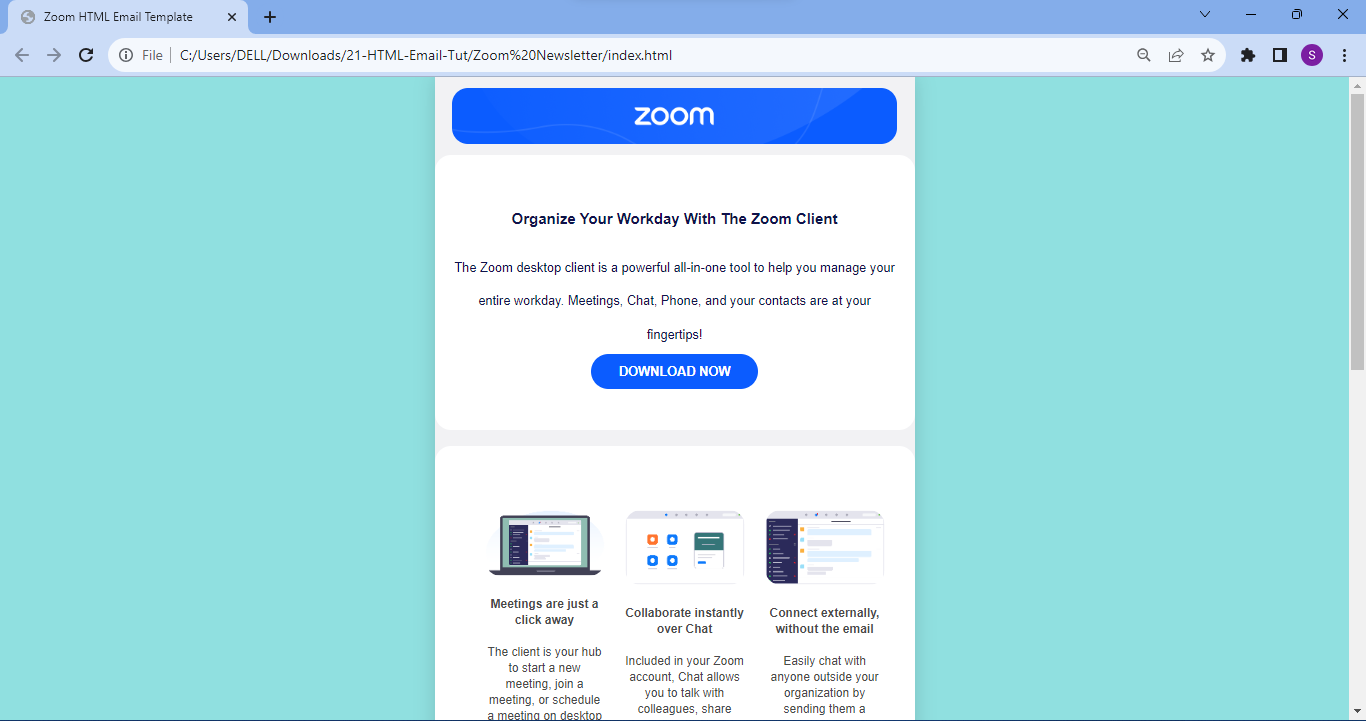 Zoom HTML Email Template
File
C:/Users/DELL/Downloads/21-HTML-Email-Tut/Zoom%20Newsletter/index.html
S
zoom
Organize Your Workday With The Zoom Client
The Zoom desktop client is a powerful all-in-one tool to help you manage your
entire workday. Meetings, Chat, Phone, and your contacts are at your
fingertips!
DOWNLOAD NOW
Meetings are just a
click away
The client is your hub
to start a new
meeting, join a
meeting, or schedule
a meeting on desktop
Collaborate instantly
over Chat
Included in your Zoom
account, Chat allows
you to talk with
colleagues, share
Connect externally,
without the email
Easily chat with
anyone outside your
organization by
sending them a